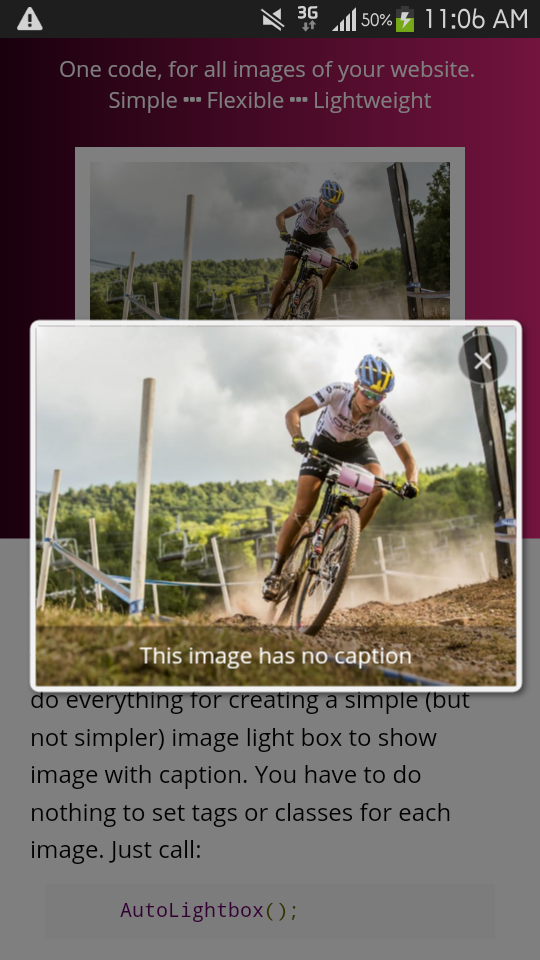 3G 50% 11:06 AM
One code, for all images of your website.
Simple ••• Flexible ••• Lightweight
1
This image has no caption
do everything for creating a simple (but
not simpler) image light box to show
image with caption. You have to do
nothing to set tags or classes for each
image. Just call:
AutoLightbox();